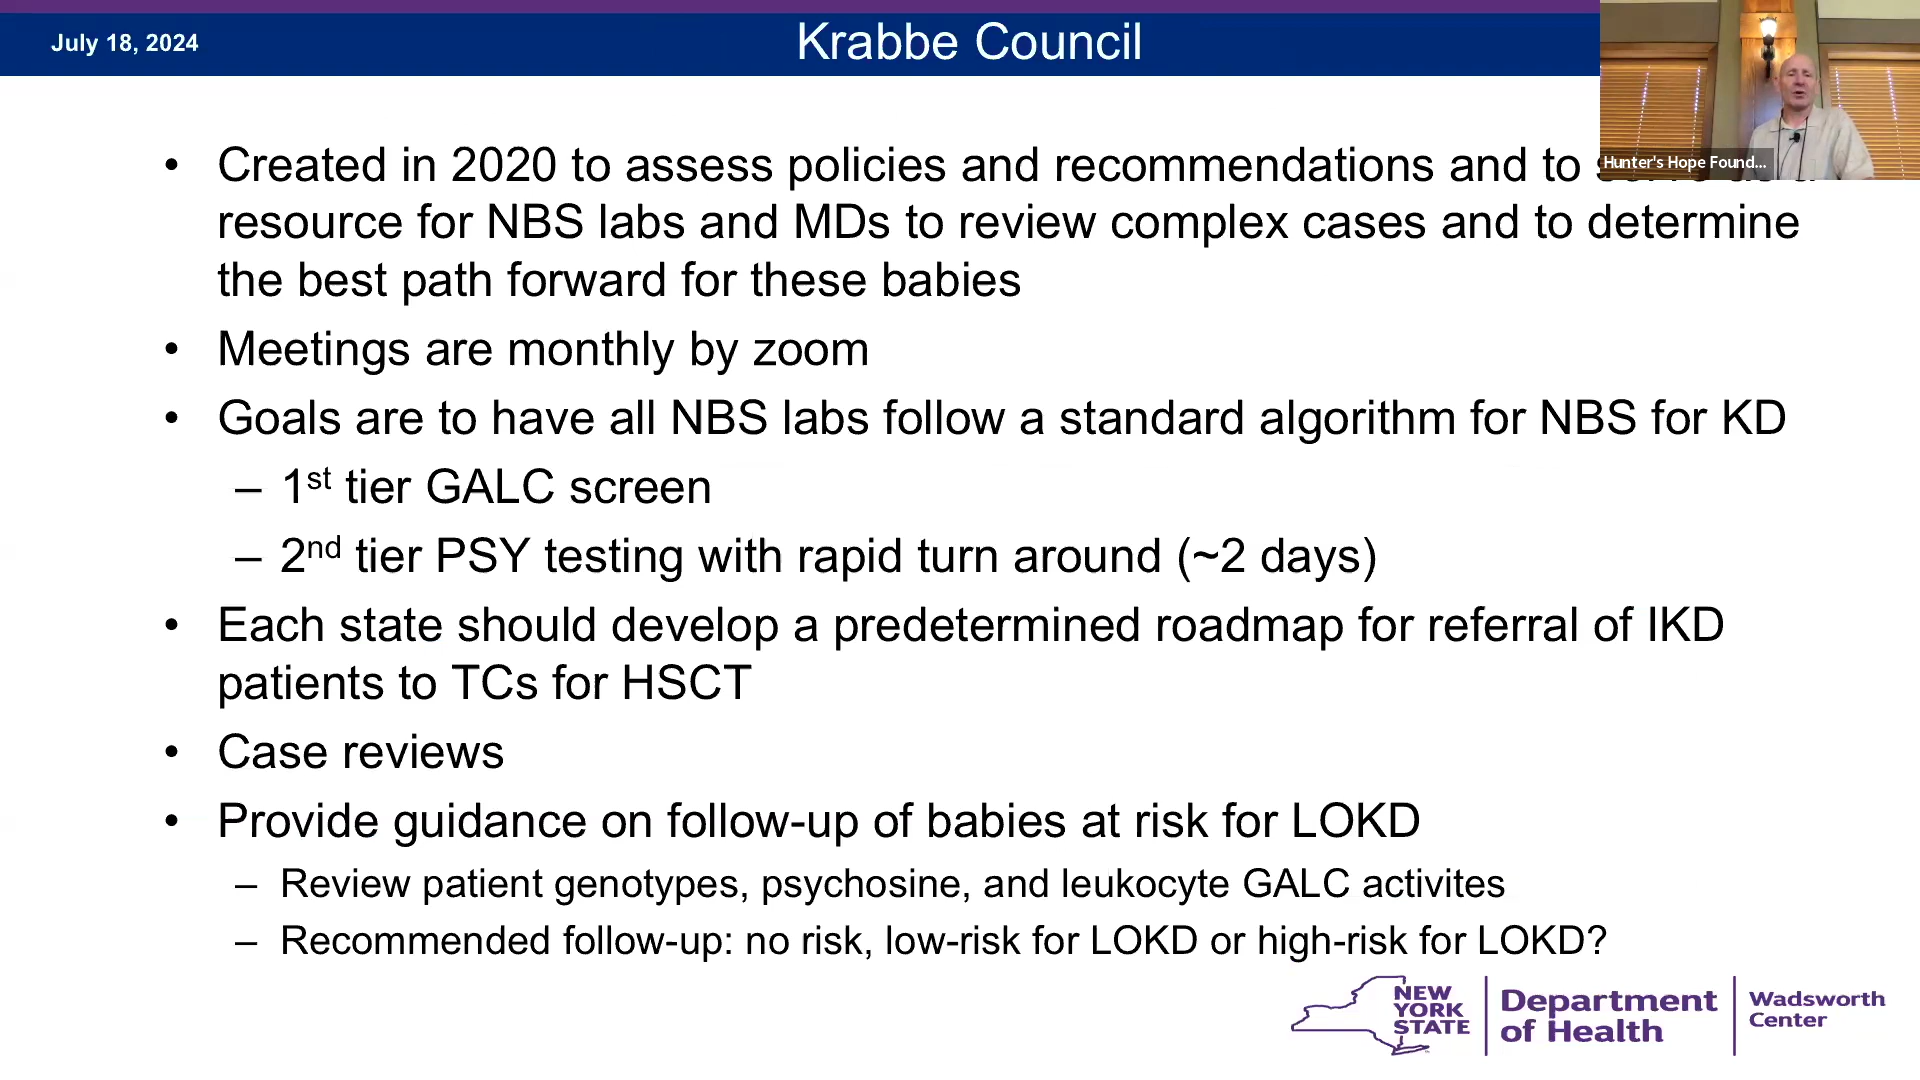 July 18, 2024
Krabbe Council
Hunter's Hope Found...
• Created in 2020 to assess policies and recommendations and to
resource for NBS labs and MDs to review complex cases and to determine
the best path forward for these babies
• Meetings are monthly by zoom
• Goals are to have all NBS labs follow a standard algorithm for NBS for KD
– 1st tier GALC screen
– 2nd tier PSY testing with rapid turn around (~2 days)
• Each state should develop a predetermined roadmap for referral of IKD
patients to TCs for HSCT
• Case reviews
• Provide guidance on follow-up of babies at risk for LOKD
– Review patient genotypes, psychosine, and leukocyte GALC activites
– Recommended follow-up: no risk, low-risk for LOKD or high-risk for LOKD?
NEW
YORK
STATE
Department
of Health
Wadsworth
Center